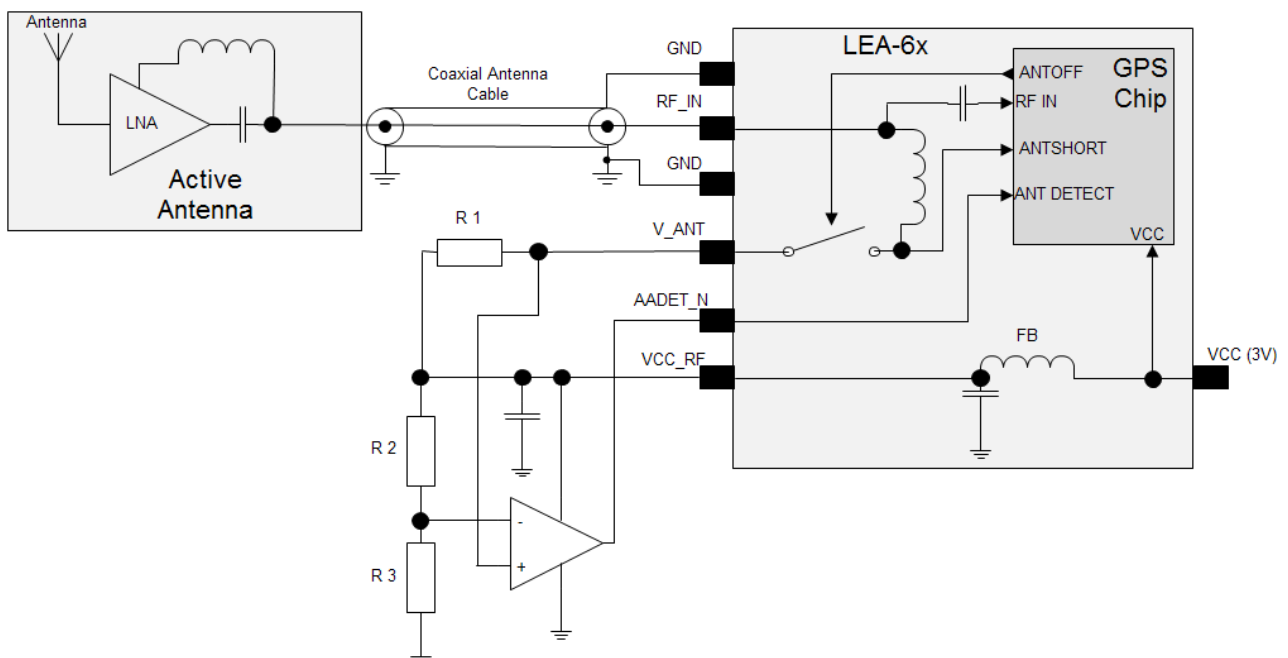 Antenna
LNA
Active
Antenna
Coaxial Antenna
Cable
GND
RF_IN
GND
V_ANT
AADET_N
VCC_RF
LEA-6x
GPS
Chip
ANTOFF
RF IN
ANTSHORT
ANT DETECT
VCC
FB
VCC (3V)
R 1
R 2
R 3
-
+